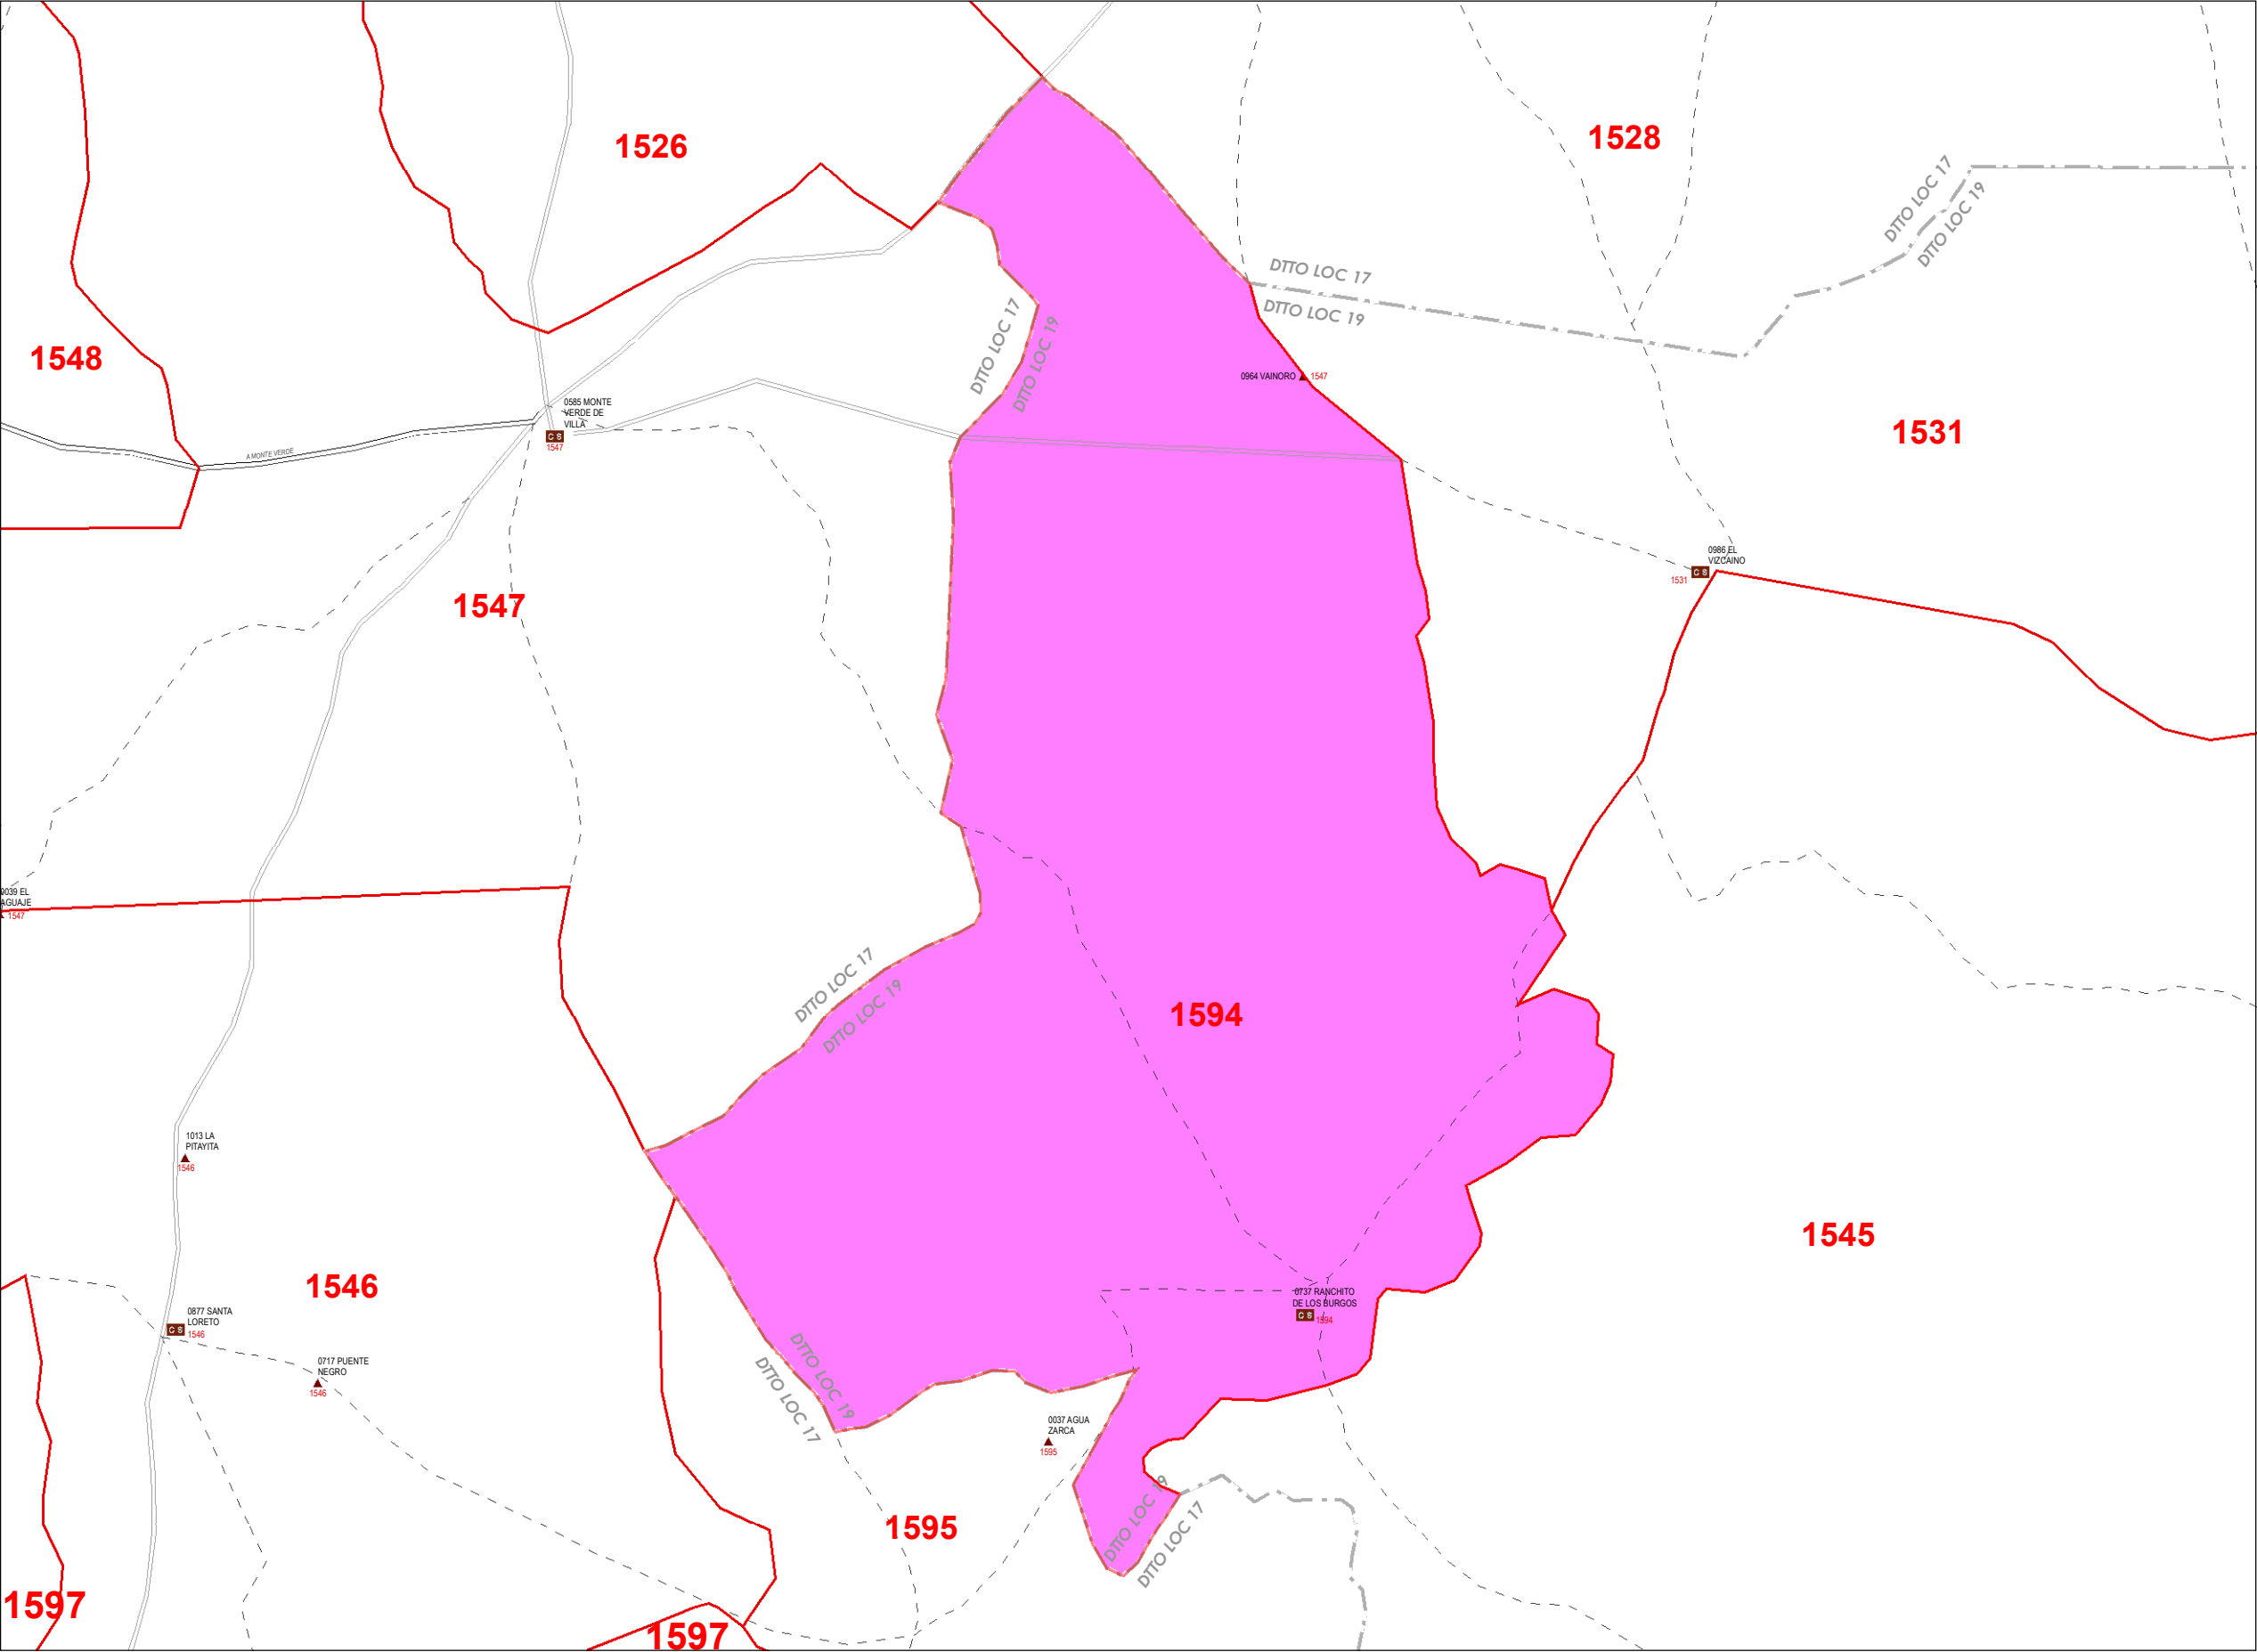 1526
1528
DTTO LOC 17
DTTO LOC 19
DTTO LOC 17
DTTO LOC 19
DTTO LOC 17
DTTO LOC 19
1548
0964 VAINORO
1547
0585 MONTE
VERDE DE
VILLA
C S
1547
1531
A MONTE VERDE
0986 EL
VIZCAINO
C S
1531
1547
0039 EL
AGUAJE
1547
DTTO LOC 17
DTTO LOC 19
1594
1013 LA
PITAYITA
1546
1545
1546
0877 SANTA
LORETO
C S
1546
0737 RANCHITO
DE LOS BURGOS
C S
1594
0717 PUENTE
NEGRO
1546
DTTO LOC 19
DTTO LOC 17
0037 AGUA
ZARCA
1595
1595
DTTO LOC 19
DTTO LOC 17
1597
1597